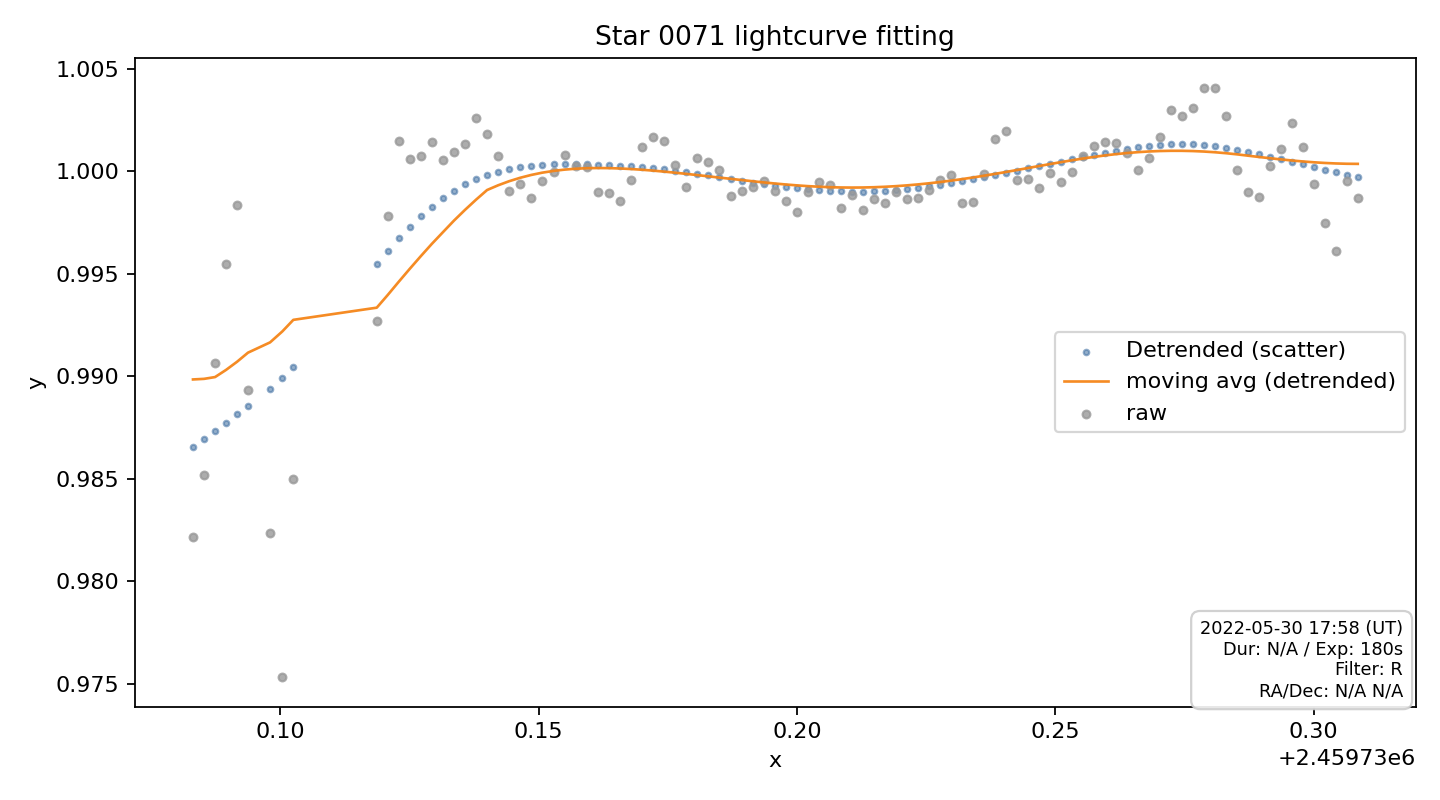 Star 0071 lightcurve fitting
1.005
1.000
0.995
0.990
0.985
0.980
0.975
y
Detrended (scatter)
moving avg (detrended)
raw
2022-05-30 17:58 (UT)
Dur: N/A / Exp: 180s
Filter: R
RA/Dec: N/A N/A
0.10 0.15 0.20 0.25 0.30
x
+2.45973e6